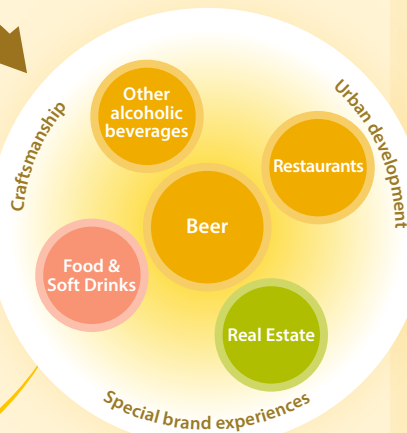 Craftsmanship
Urban development
Other
alcoholic
beverages
Restaurants
Beer
Food &
Soft Drinks
Real Estate
Special brand experiences